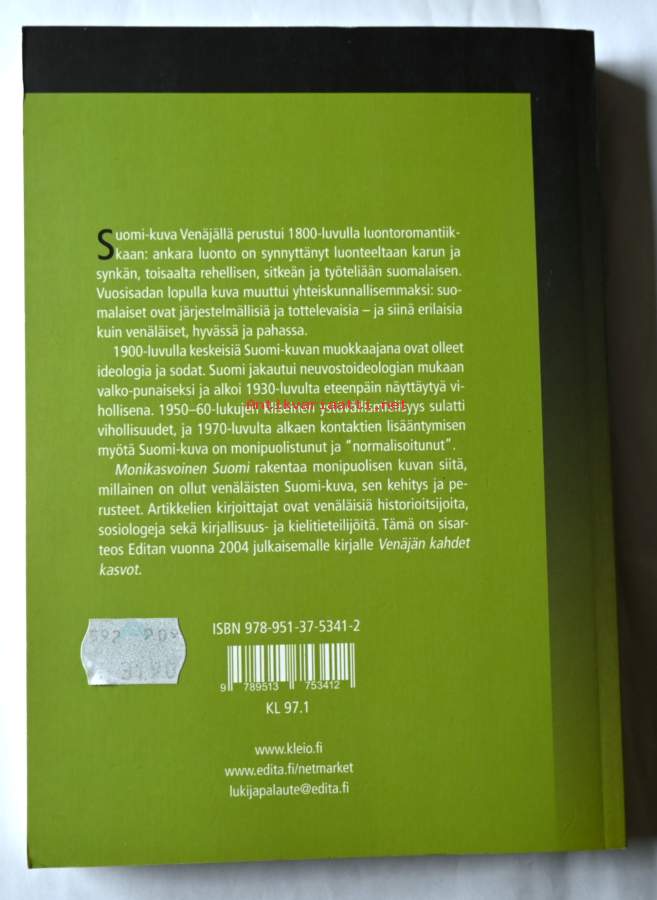 Suomi-kuva Venäjällä perustui 1800-luvulla luontoromantiik-
kaan: ankara luonto on synnyttänyt luonteeltaan karun ja
synkän, toisaalta rehellisen, sitkeän ja työteliään suomalaisen.
Vuosisadan lopulla kuva muuttui yhteiskunnallisemmaksi: suo-
malaiset ovat järjestelmällisiä ja tottelevaisia – ja siinä erilaisia
kuin venäläiset, hyvässä ja pahassa.
1900-luvulla keskeisiä Suomi-kuvan muokkaajana ovat olleet
ideologia ja sodat. Suomi jakautui neuvostoideologian mukaan
valko-punaiseksi ja alkoi 1930-luvulta eteenpäin näyttäytyä vi-
hollisena. 1950–60-lukujen
Antikvariaatti.net
sulatti
vihollisuudet, ja 1970-luvulta alkaen kontaktien lisääntymisen
myötä Suomi-kuva on monipuolistunut ja ”normalisoitunut”.
Monikasvoinen Suomi rakentaa monipuolisen kuvan siitä,
millainen on ollut venäläisten Suomi-kuva, sen kehitys ja pe-
rusteet. Artikkelien kirjoittajat ovat venäläisiä historioitsijoita,
sosiologeja sekä kirjallisuus- ja kielitieteilijöitä. Tämä on sisar-
teos Editan vuonna 2004 julkaisemalle kirjalle Venäjän kahdet
kasvot.
ISBN 978-951-37-5341-2
9 789513 753412
KL 97.1
www.kleio.fi
www.edita.fi/netmarket
lukijapalaute@edita.fi